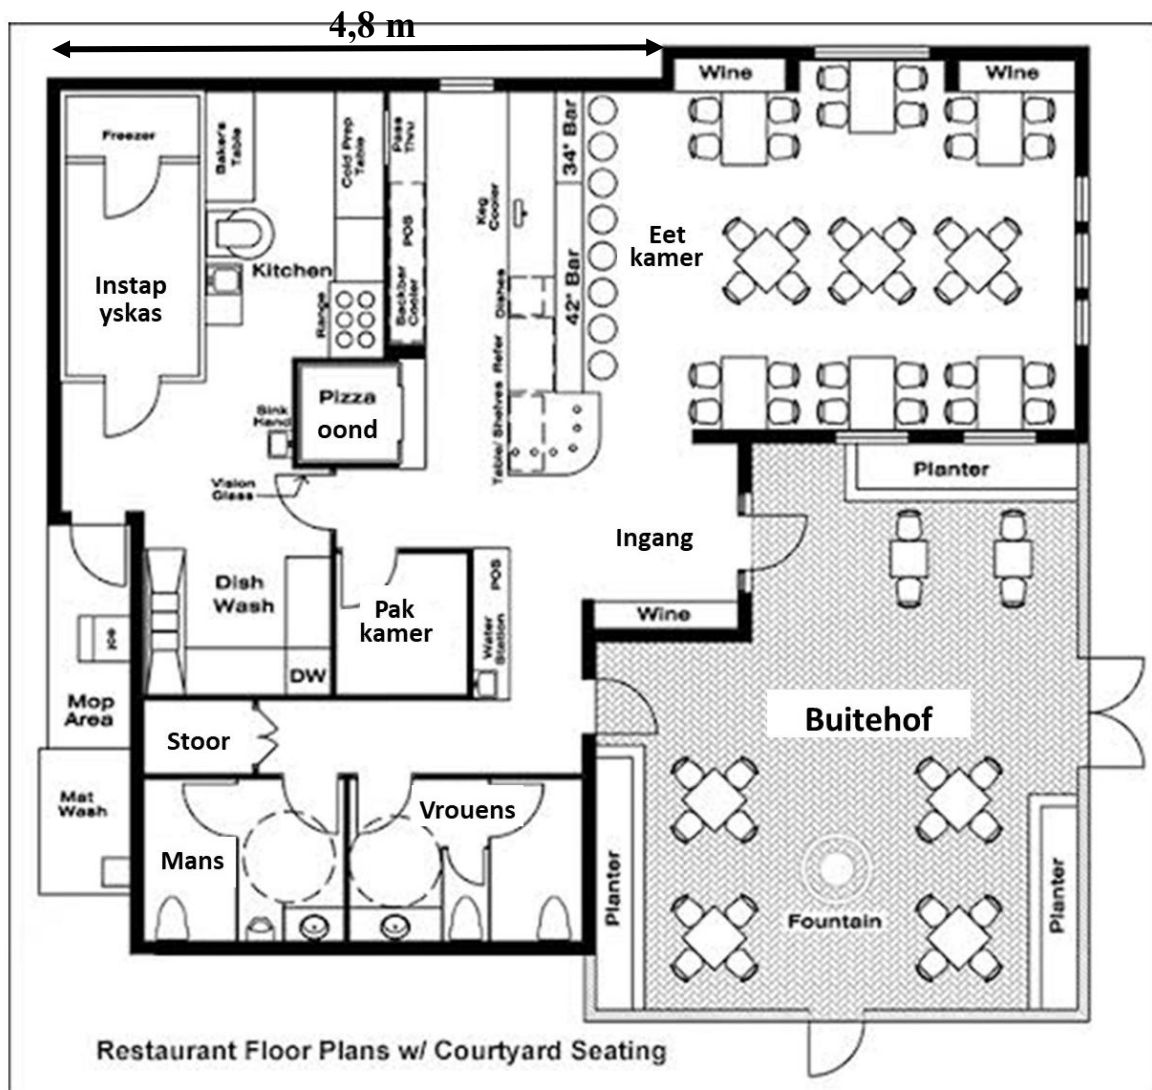 4,8 m
Wine
Wine
Freezer
Bakers
Table
Cold Prep
Table
Pass
Thru
34" Bar
POS
Keg
Cooler
Eet
kamer
Instap
yskas
Kitchen
Backbar
Cooler
Dishes
42" Bar
Range
Refer
Table/ Shelves
Pizza
oond
Sink
Hand
Vision
Glass
Planter
Ingang
Dish
Wash
Pak
kamer
POS
Water
Station
Wine
ICE
DW
Mop
Area
Stoor
Buitehof
Mat
Wash
Vrouens
Mans
Planter
Planter
Fountain
Restaurant Floor Plans w/ Courtyard Seating